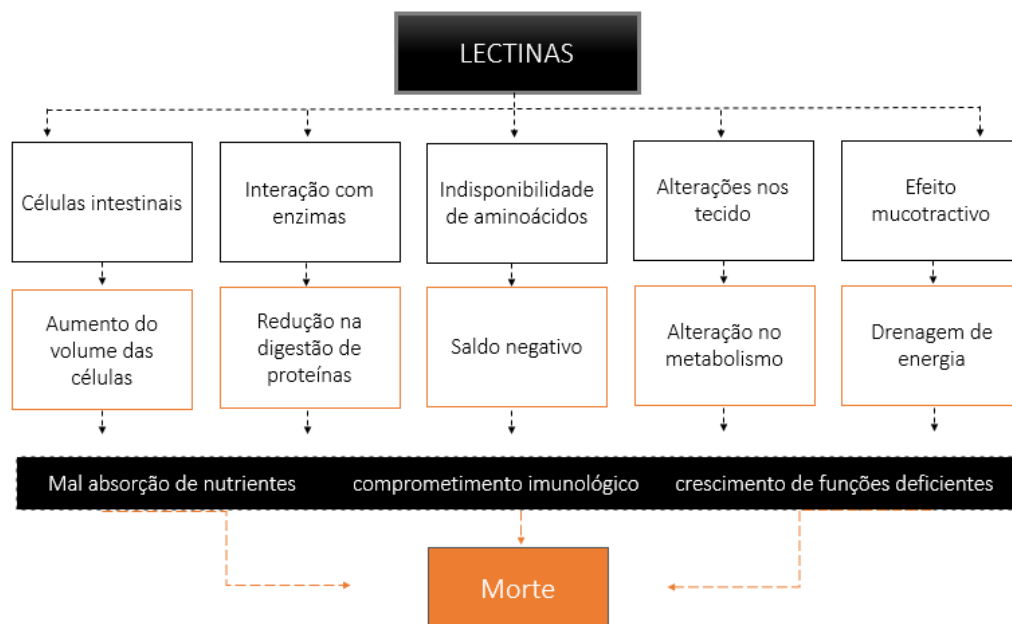 LECTINAS
Células intestinais
Interação com
enzimas
Indisponibilidade
de aminoácidos
Alterações nos
tecido
Efeito
mucotractivo
Aumento do
volume das
células
Redução na
digestão de
proteínas
Saldo negativo
Alteração no
metabolismo
Drenagem de
energia
Mal absorção de nutrientes comprometimento imunológico crescimento de funções deficientes
Morte